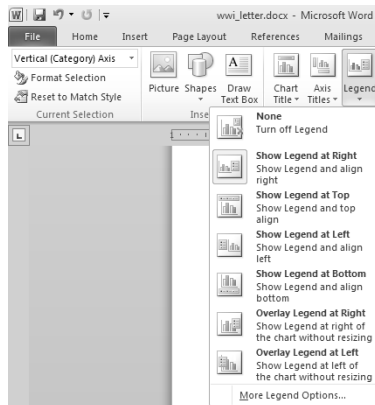 W
wwi_letter.docx - Microsoft Word
File Home Insert Page Layout References Mailings
Vertical (Category) Axis
Format Selection
Reset to Match Style
Current Selection
Picture Shapes Draw Text Box
Chart Title Axis Titles Legend
Inse
L
1
None
Turn off Legend
Show Legend at Right
Show Legend and align
right
Show Legend at Top
Show Legend and top
align
Show Legend at Left
Show Legend and align
left
Show Legend at Bottom
Show Legend and align
bottom
Overlay Legend at Right
Show Legend at right of
the chart without resizing
Overlay Legend at Left
Show Legend at left of
the chart without resizing
More Legend Options...